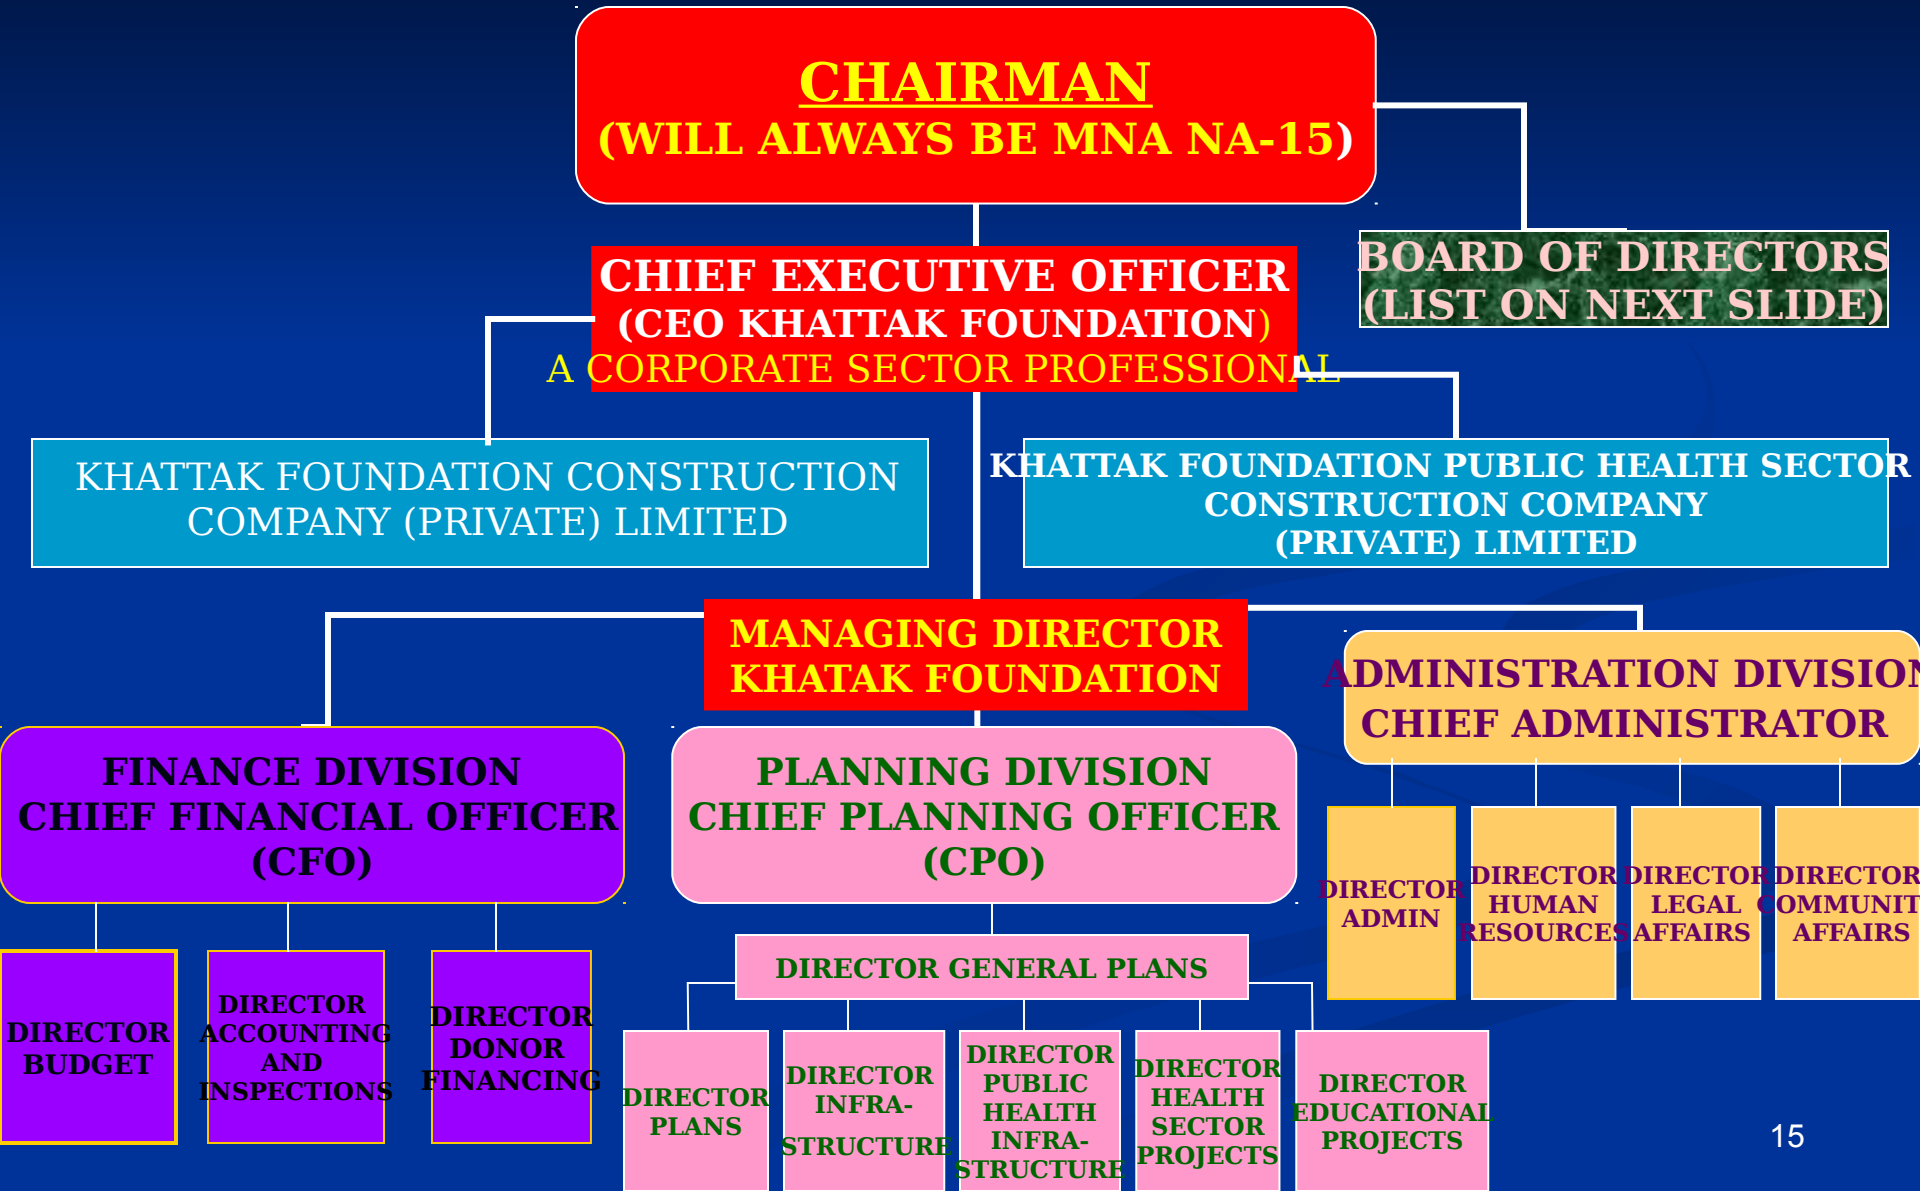 CHAIRMAN
(WILL ALWAYS BE MNA NA-15)
BOARD OF DIRECTORS
(LIST ON NEXT SLIDE)
CHIEF EXECUTIVE OFFICER
(CEO KHATTAK FOUNDATION)
A CORPORATE SECTOR PROFESSIONAL
KHATTAK FOUNDATION CONSTRUCTION
COMPANY (PRIVATE) LIMITED
KHATTAK FOUNDATION PUBLIC HEALTH SECTOR
CONSTRUCTION COMPANY
(PRIVATE) LIMITED
MANAGING DIRECTOR
KHATAK FOUNDATION
ADMINISTRATION DIVISION
CHIEF ADMINISTRATOR
FINANCE DIVISION
CHIEF FINANCIAL OFFICER
(CFO)
PLANNING DIVISION
CHIEF PLANNING OFFICER
(CPO)
DIRECTOR
ADMIN
DIRECTOR
HUMAN
RESOURCES
DIRECTOR
LEGAL
AFFAIRS
DIRECTOR
COMMUNIT
AFFAIRS
DIRECTOR GENERAL PLANS
DIRECTOR
BUDGET
DIRECTOR
ACCOUNTING
AND
INSPECTIONS
DIRECTOR
DONOR
FINANCING
DIRECTOR
PLANS
DIRECTOR
INFRA-
STRUCTURE
DIRECTOR
PUBLIC
HEALTH
INFRA-
STRUCTURE
DIRECTOR
HEALTH
SECTOR
PROJECTS
DIRECTOR
EDUCATIONAL
PROJECTS
15